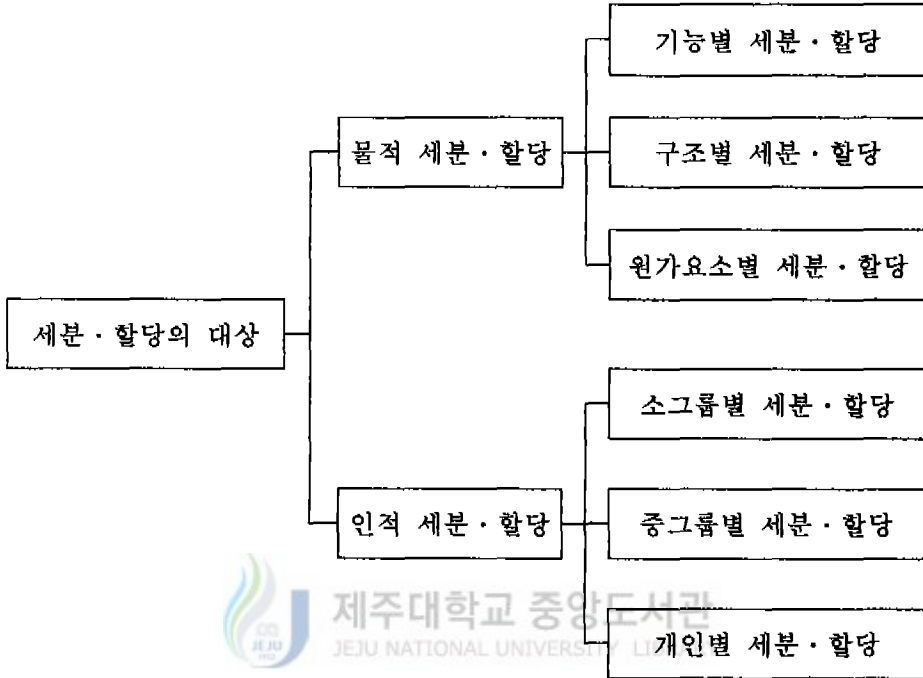 기능별 세분·할당
물적 세분·할당
구조별 세분·할당
원가요소별 세분·할당
세분·할당의 대상
소그룹별 세분·할당
인적 세분·할당
중그룹별 세분·할당
개인별 세분·할당
제주대학교 중앙도서관
JEJU NATIONAL UNIVERSITY LIBRARY
JEJU
1952